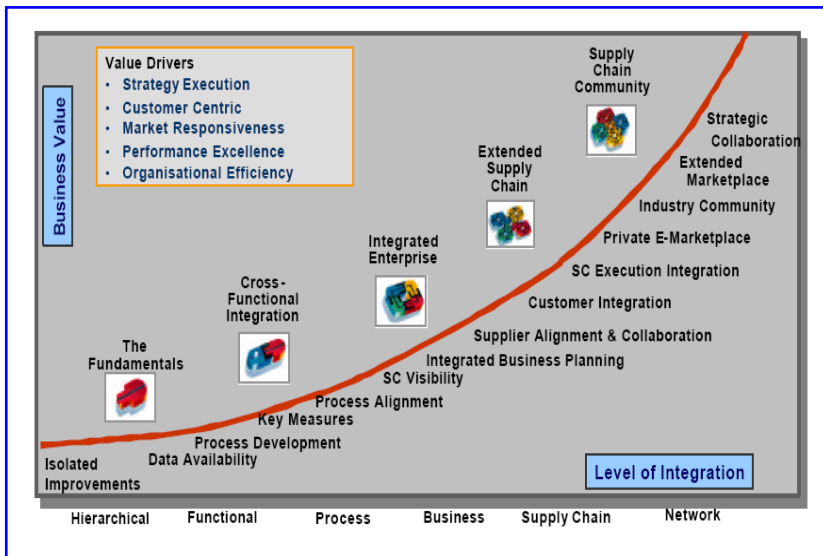 Business Value
Value Drivers
• Strategy Execution
• Customer Centric
• Market Responsiveness
• Performance Excellence
• Organisational Efficiency
Supply
Chain
Community
Extended
Supply
Chain
Integrated
Enterprise
Cross-
Functional
Integration
The
Fundamentals
Strategic
Collaboration
Extended
Marketplace
Industry Community
Private E-Marketplace
SC Execution Integration
Customer Integration
Supplier Alignment & Collaboration
Integrated Business Planning
SC Visibility
Process Alignment
Key Measures
Process Development
Data Availability
Isolated
Improvements
Level of Integration
Hierarchical Functional Process Business Supply Chain Network